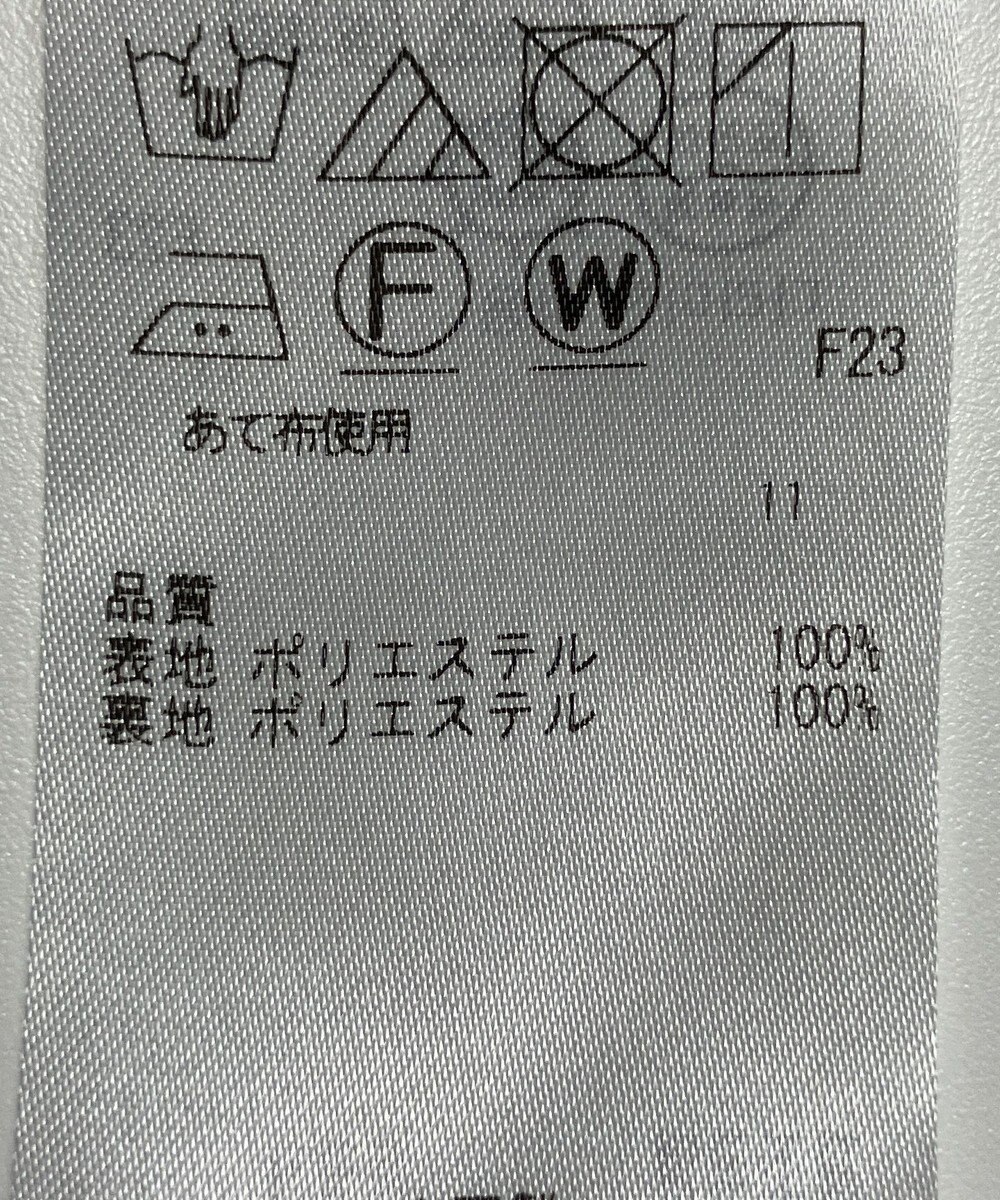 F W
F23
あて布使用
11
品質
表地 ポリエステル 100%
裏地 ポリエステル 100%